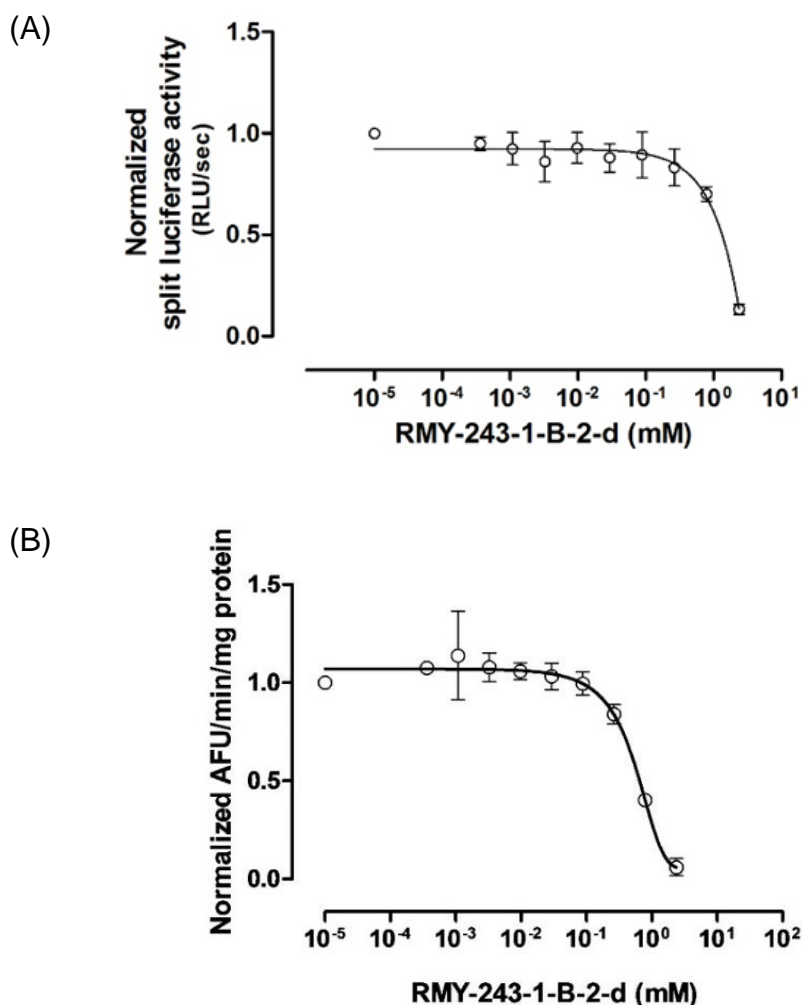 (A)
Normalized
split luciferase activity
(RLU/sec)
1.5
1.0
0.5
0.0
10⁻⁵ 10⁻⁴ 10⁻³ 10⁻² 10⁻¹ 10⁰ 10¹
RMY-243-1-B-2-d (mM)
(B)
Normalized AFU/min/mg protein
1.5
1.0
0.5
0.0
10⁻⁵ 10⁻⁴ 10⁻³ 10⁻² 10⁻¹ 10⁰ 10¹ 10²
RMY-243-1-B-2-d (mM)